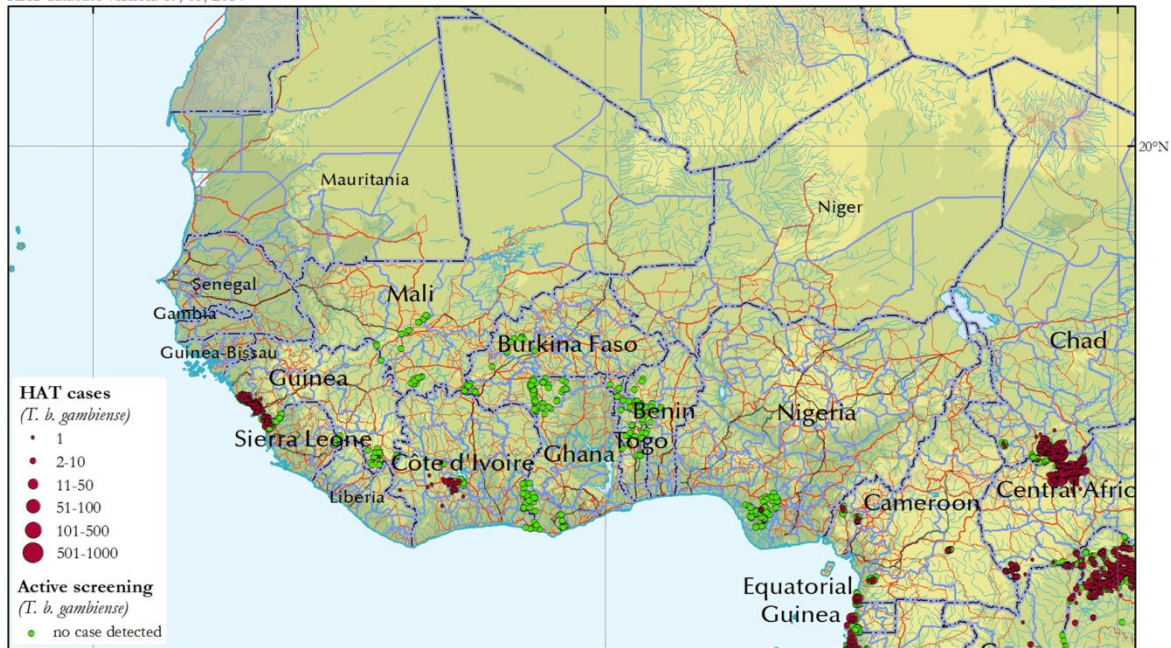 20°N
Mauritania
Niger
Senegal
Mali
Gambia
Chad
Guinea-Bissau
Burkina Faso
Guinea
HAT cases
(T. b. gambiense)
1
2-10
11-50
51-100
101-500
501-1000
Active screening
(T. b. gambiense)
no case detected
Benin
Nigeria
Sierra Leone
Togo
Ghana
Côte d'Ivoire
Liberia
Central Afric
Cameroon
Equatorial
Guinea